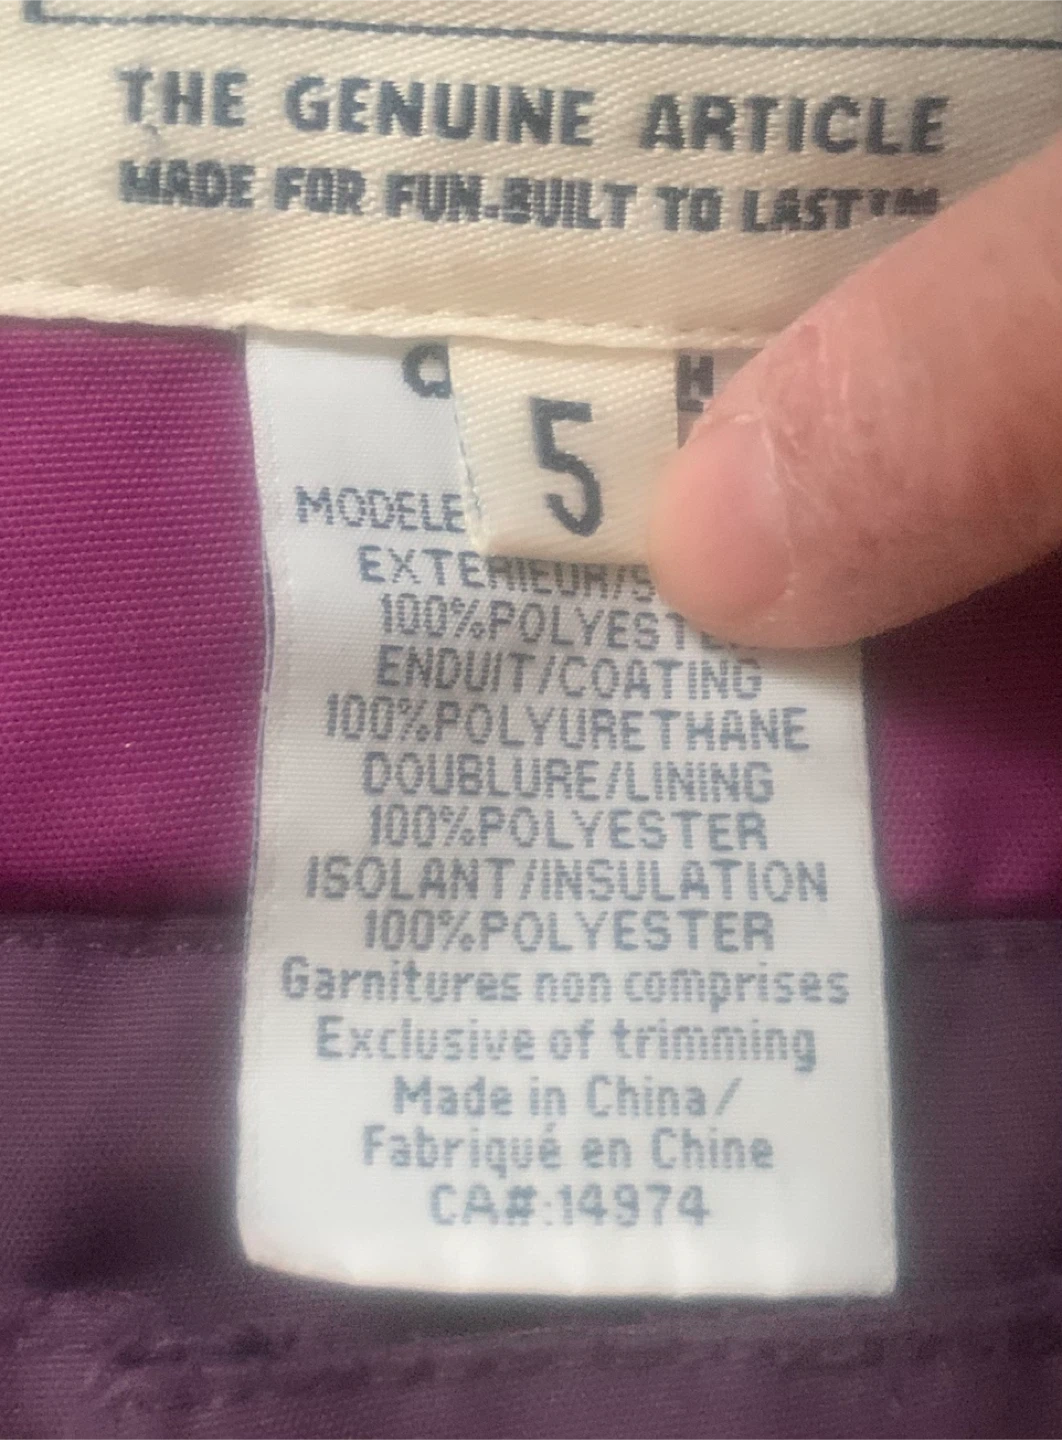 THE GENUINE ARTICLE
MADE FOR FUN-BUILT TO LAST™
5
H
MODELE
EXTERIEUR/S
100%POLYESTE
ENDUIT/COATING
100%POLYURETHANE
DOUBLURE/LINING
100%POLYESTER
ISOLANT/INSULATION
100%POLYESTER
Garnitures non comprises
Exclusive of trimming
Made in China/
Fabriqué en Chine
CA#:14974